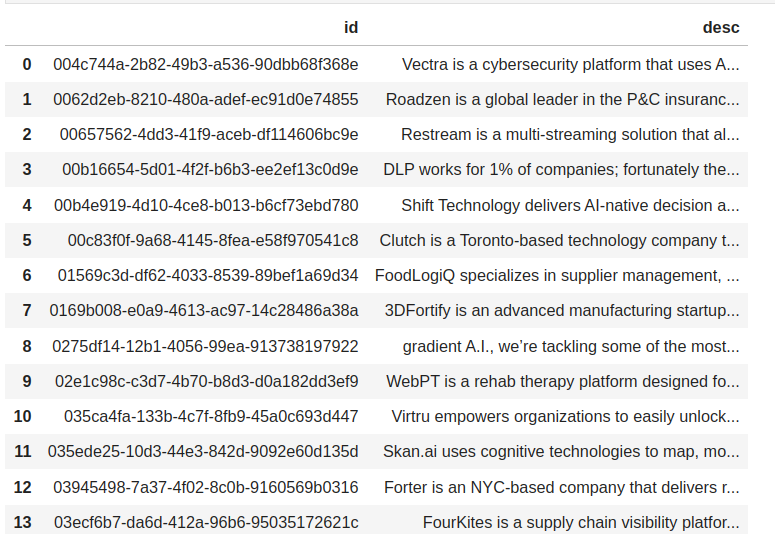 id desc
0 004c744a-2b82-49b3-a536-90dbb68f368e Vectra is a cybersecurity platform that uses A...
1 0062d2eb-8210-480a-adef-ec91d0e74855 Roadzen is a global leader in the P&C insuranc...
2 00657562-4dd3-41f9-aceb-df114606bc9e Restream is a multi-streaming solution that al...
3 00b16654-5d01-4f2f-b6b3-ee2ef13c0d9e DLP works for 1% of companies; fortunately the...
4 00b4e919-4d10-4ce8-b013-b6cf73ebd780 Shift Technology delivers AI-native decision a...
5 00c83f0f-9a68-4145-8fea-e58f970541c8 Clutch is a Toronto-based technology company t...
6 01569c3d-df62-4033-8539-89bef1a69d34 FoodLogiQ specializes in supplier management, ...
7 0169b008-e0a9-4613-ac97-14c28486a38a 3DFortify is an advanced manufacturing startup...
8 0275df14-12b1-4056-99ea-913738197922 gradient A.I., we’re tackling some of the most...
9 02e1c98c-c3d7-4b70-b8d3-d0a182dd3ef9 WebPT is a rehab therapy platform designed fo...
10 035ca4fa-133b-4c7f-8fb9-45a0c693d447 Virtru empowers organizations to easily unlock...
11 035ede25-10d3-44e3-842d-9092e60d135d Skan.ai uses cognitive technologies to map, mo...
12 03945498-7a37-4f02-8c0b-9160569b0316 Forter is an NYC-based company that delivers r...
13 03ecf6b7-da6d-412a-96b6-95035172621c FourKites is a supply chain visibility platfor...